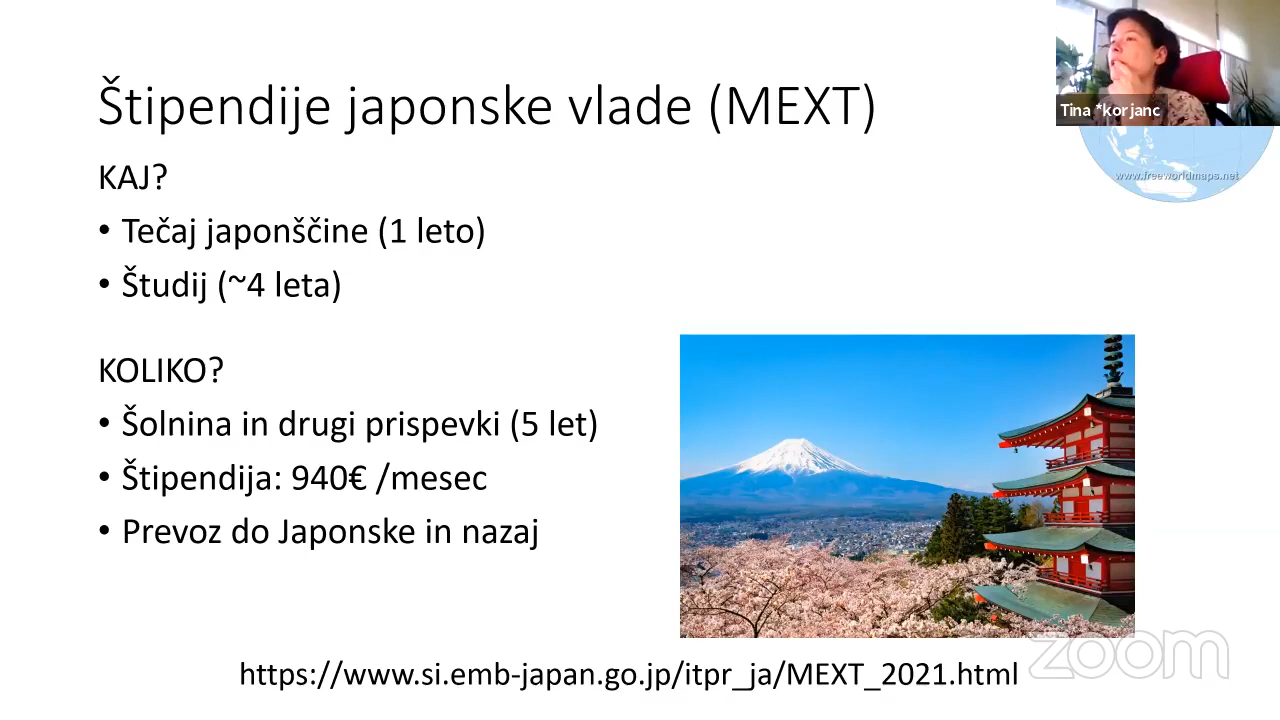 Štipendije japonske vlade (MEXT)
Tina *korjanc
www.freeworldmaps.net
KAJ?
• Tečaj japonščine (1 leto)
• Študij (~4 leta)
KOLIKO?
• Šolnina in drugi prispevki (5 let)
• Štipendija: 940€ /mesec
• Prevoz do Japonske in nazaj
zoom
https://www.si.emb-japan.go.jp/itpr_ja/MEXT_2021.html